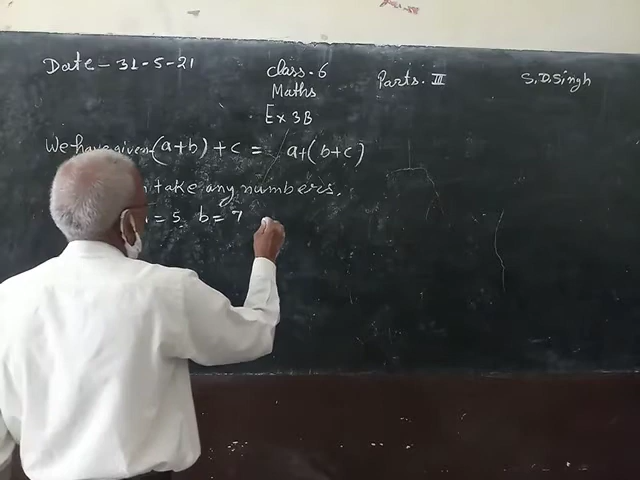 Date - 31-5-21 class-6 Parts. III S.D.Singh
Maths
Ex 3B
We have given (a+b) + c = a+(b+c)
take any numbers.
= 5, b = 7